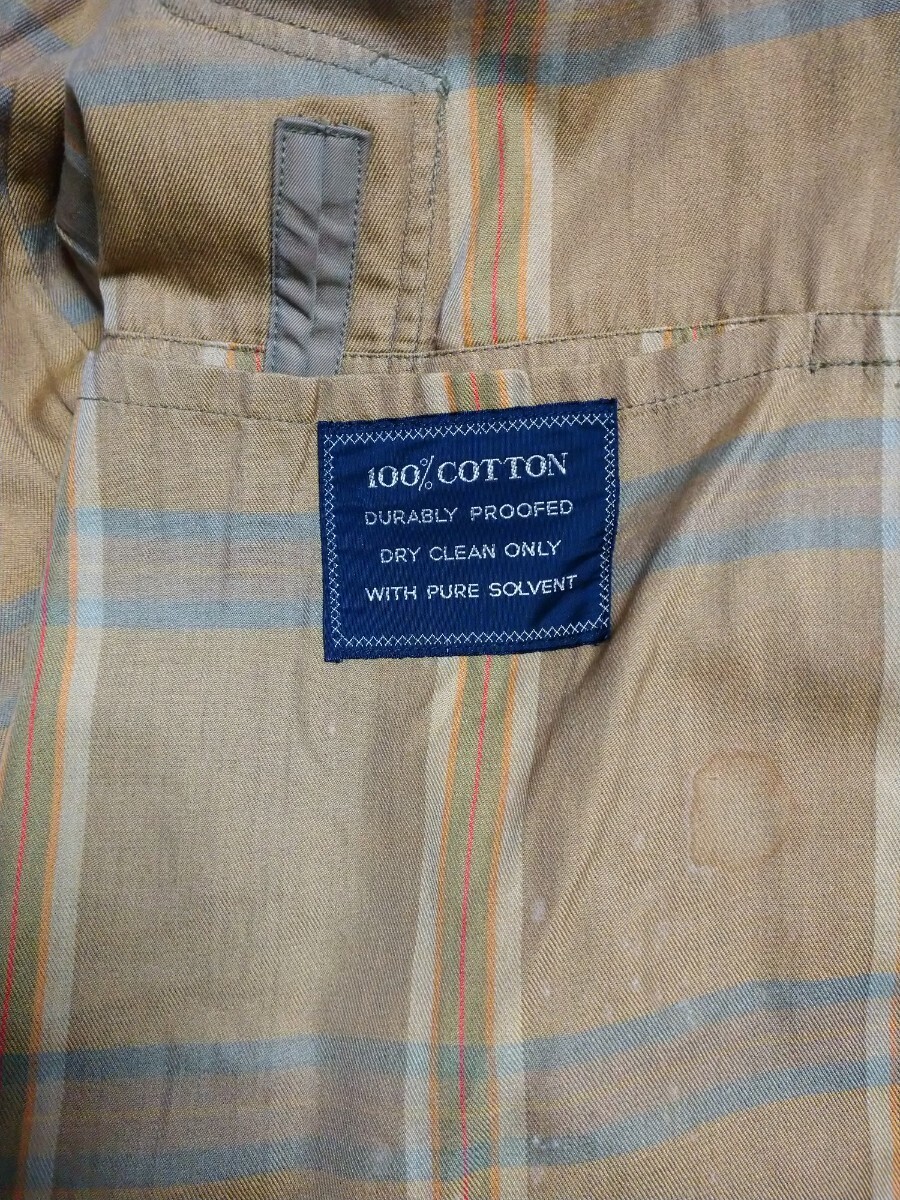 100% COTTON
DURABLY PROOFED
DRY CLEAN ONLY
WITH PURE SOLVENT